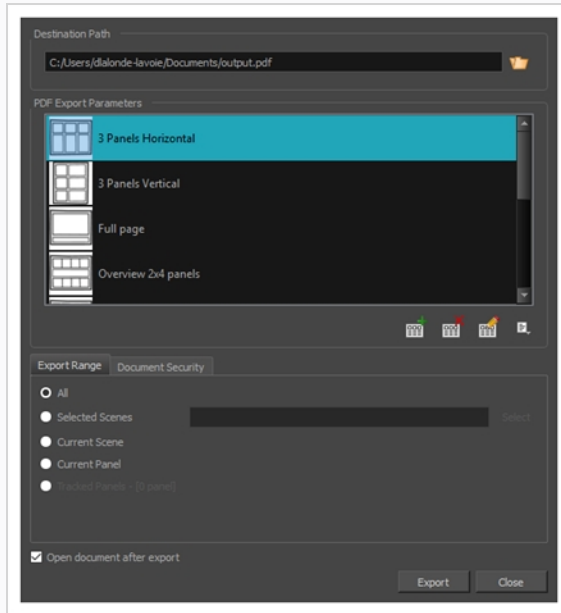 Destination Path
C:/Users/dlalonde-lavoie/Documents/output.pdf
PDF Export Parameters
3 Panels Horizontal
3 Panels Vertical
Full page
Overview 2x4 panels
Export Range Document Security
All
Selected Scenes Select
Current Scene
Current Panel
Tracked Panels - [0 panel]
Open document after export
Export Close